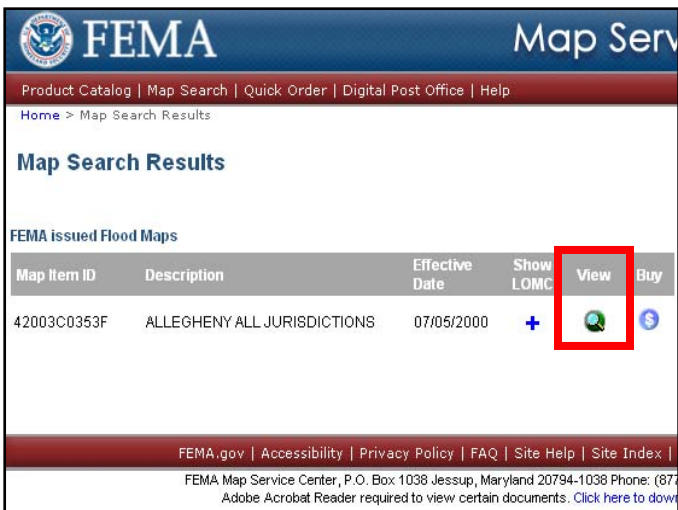 FEMA
Map Serv
Product Catalog | Map Search | Quick Order | Digital Post Office | Help
Home > Map Search Results
Map Search Results
FEMA issued Flood Maps
Map Item ID Description Effective Date Show LOMC View Buy
42003C0353F ALLEGHENY ALL JURISDICTIONS 07/05/2000 + $
FEMA.gov | Accessibility | Privacy Policy | FAQ | Site Help | Site Index |
FEMA Map Service Center, P.O. Box 1038 Jessup, Maryland 20794-1038 Phone: (877
Adobe Acrobat Reader required to view certain documents. Click here to down